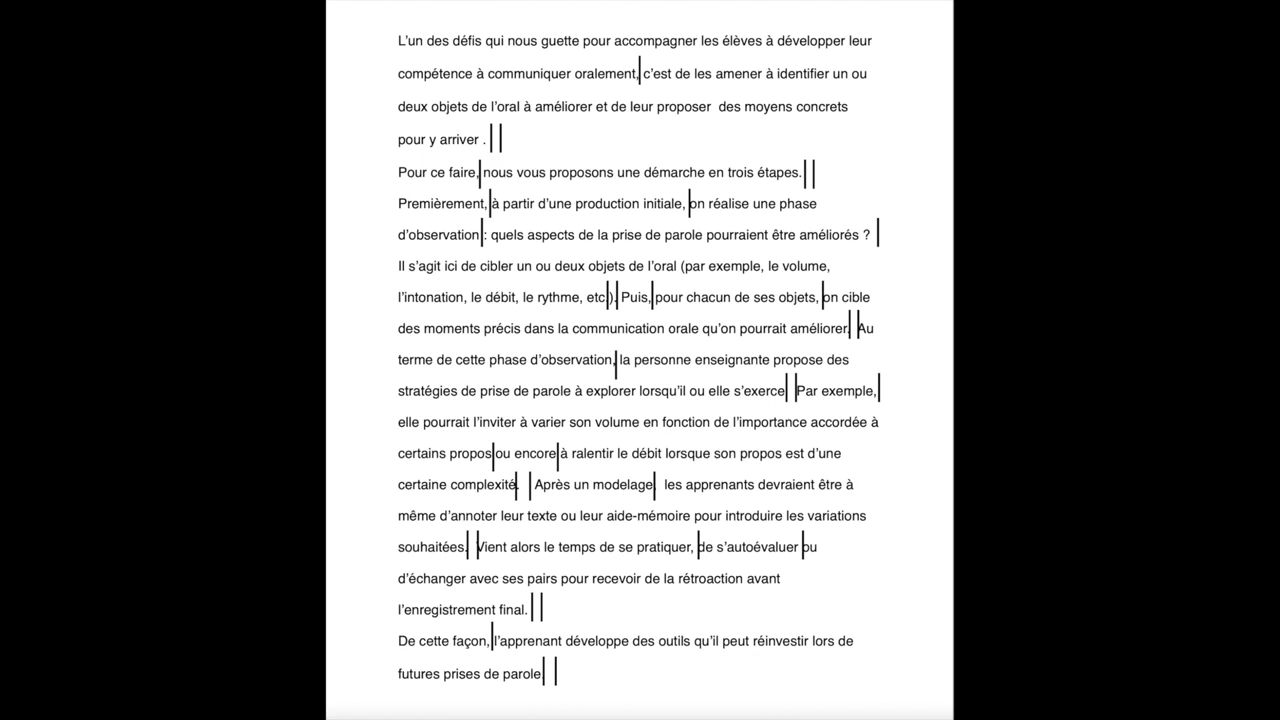 L'un des défis qui nous guette pour accompagner les élèves à développer leur
compétence à communiquer oralement, c'est de les amener à identifier un ou
deux objets de l'oral à améliorer et de leur proposer  des moyens concrets
pour y arriver .
Pour ce faire, nous vous proposons une démarche en trois étapes.
Premièrement, à partir d'une production initiale, on réalise une phase
d'observation : quels aspects de la prise de parole pourraient être améliorés ?
Il s'agit ici de cibler un ou deux objets de l'oral (par exemple, le volume,
l'intonation, le débit, le rythme, etc.). Puis, pour chacun de ses objets, on cible
des moments précis dans la communication orale qu'on pourrait améliorer. Au
terme de cette phase d'observation, la personne enseignante propose des
stratégies de prise de parole à explorer lorsqu'il ou elle s'exerce. Par exemple,
elle pourrait l'inviter à varier son volume en fonction de l'importance accordée à
certains propos ou encore à ralentir le débit lorsque son propos est d'une
certaine complexité. Après un modelage, les apprenants devraient être à
même d'annoter leur texte ou leur aide-mémoire pour introduire les variations
souhaitées. Vient alors le temps de se pratiquer, de s'autoévaluer ou
d'échanger avec ses pairs pour recevoir de la rétroaction avant
l'enregistrement final.
De cette façon, l'apprenant développe des outils qu'il peut réinvestir lors de
futures prises de parole.